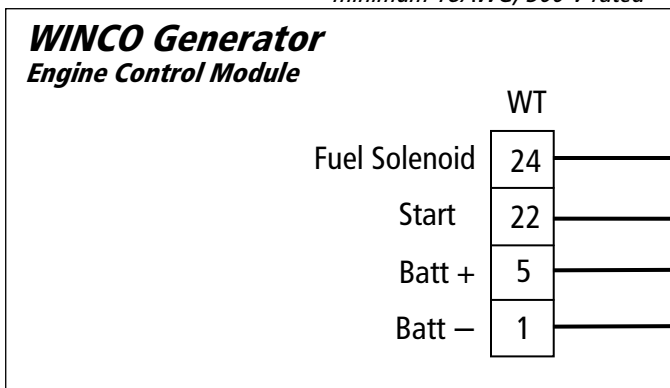 WINCO Generator
Engine Control Module
WT
Fuel Solenoid 24
Start 22
Batt + 5
Batt – 1